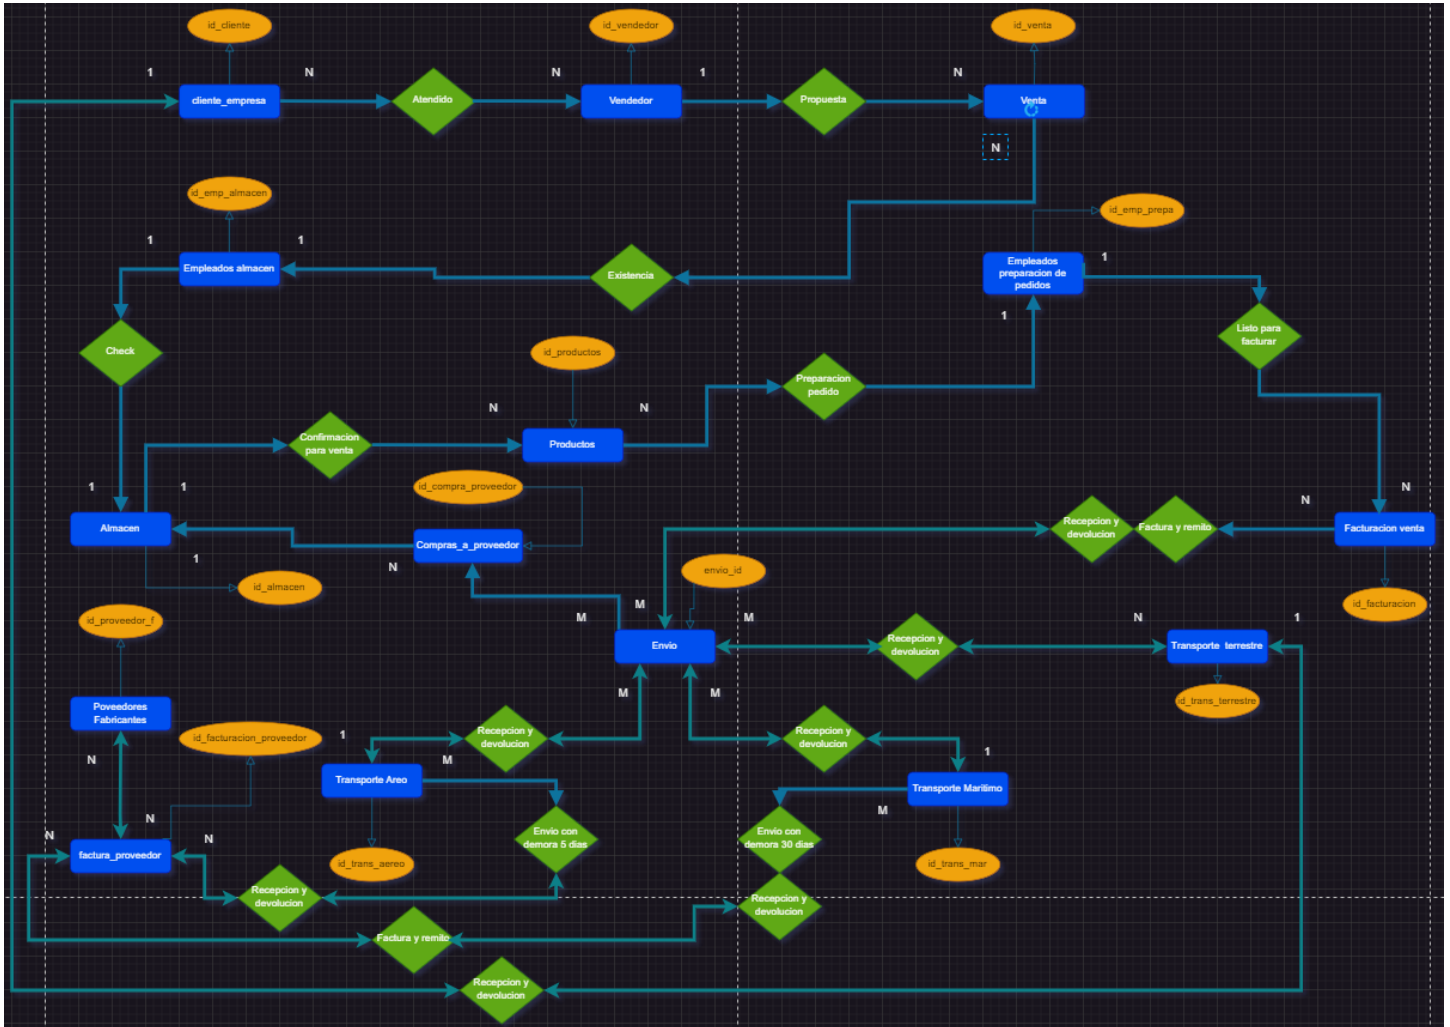 id_cliente
id_vendedor
id_venta
1
N
N
1
N
cliente_empresa
Atendido
Vendedor
Propuesta
Venta
N
id_emp_almacen
id_emp_prepa
1
1
1
Empleados almacen
Existencia
Empleados
preparacion de
pedidos
1
Listo para
facturar
Check
id_productos
Preparacion
pedido
N
N
Confirmacion
para venta
Productos
1
1
id_compra_proveedor
N
N
Almacen
Compras_a_proveedor
Recepcion y
devolucion
Factura y remito
Facturacion venta
1
N
id_almacen
envio_id
id_facturacion
id_proveedor_f
M
M
M
N
1
Envio
Recepcion y
devolucion
Transporte terrestre
M
M
id_trans_terrestre
Poveedores
Fabricantes
id_facturacion_proveedor
1
Recepcion y
devolucion
Recepcion y
devolucion
1
N
M
Transporte Areo
Transporte Maritimo
M
N
N
N
Envio con
demora 5 dias
Envio con
demora 30 dias
factura_proveedor
id_trans_aereo
id_trans_mar
Recepcion y
devolucion
Recepcion y
devolucion
Factura y remito
Recepcion y
devolucion